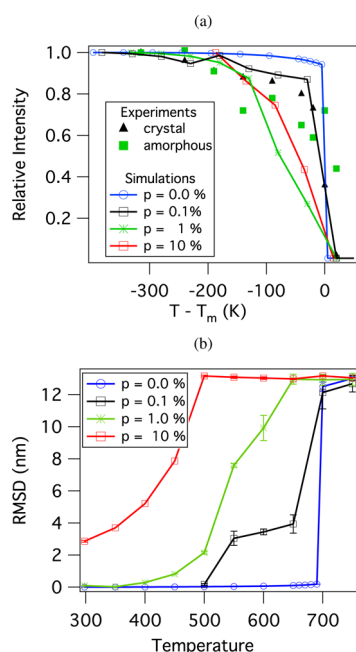 (a)
Relative Intensity
1.0
0.8
0.6
0.4
0.2
Experiments
crystal
amorphous
Simulations
p = 0.0 %
p = 0.1%
p = 1 %
p = 10 %
-300 -200 -100 0
T - Tm (K)
(b)
RMSD (nm)
12
10
8
6
4
2
0
p = 0.0 %
p = 0.1 %
p = 1.0 %
p = 10 %
300 400 500 600 700
Temperature